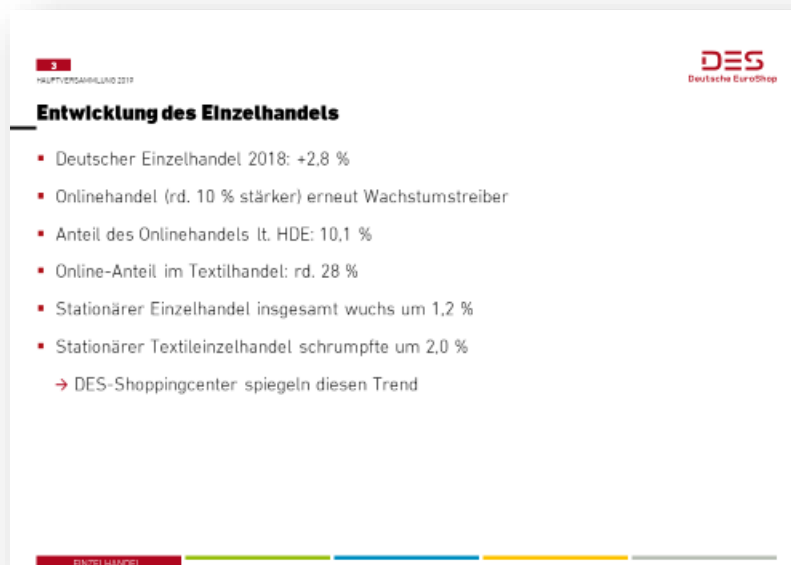 3
HAUPTVERSAMMLUNG 2019
DES
Deutsche EuroShop
Entwicklung des Einzelhandels
▪ Deutscher Einzelhandel 2018: +2,8 %
▪ Onlinehandel (rd. 10 % stärker) erneut Wachstumstreiber
▪ Anteil des Onlinehandels lt. HDE: 10,1 %
▪ Online-Anteil im Textilhandel: rd. 28 %
▪ Stationärer Einzelhandel insgesamt wuchs um 1,2 %
▪ Stationärer Textileinzelhandel schrumpfte um 2,0 %
→ DES-Shoppingcenter spiegeln diesen Trend
EINZELHANDEL